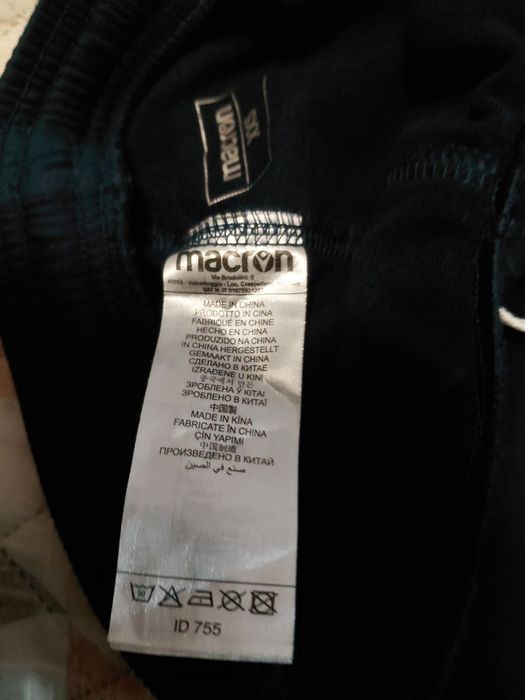 macron
XXS
macron
Via Brodolini, 5
MADE IN CHINA
PRODOTTO IN CINA
FABRIQUÉ EN CHINE
HECHO EN CHINA
PRODUZIDO NA CHINA
IN CHINA HERGESTELLT
GEMAAKT IN CHINA
СДЕЛАНО В КИТАЕ
IZRAĐENE U KINI
중국에서 만든
ЗРОБЛЕНА У КІТАІ
ЗРОБЛЕНО В КИТАЇ
中国製
MADE IN KÍNA
FABRICATE ÎN CHINA
ÇİN YAPIMI
中国制造
ПРОИЗВЕДЕНО В КИТАЙ
صنع في الصين
ID 755